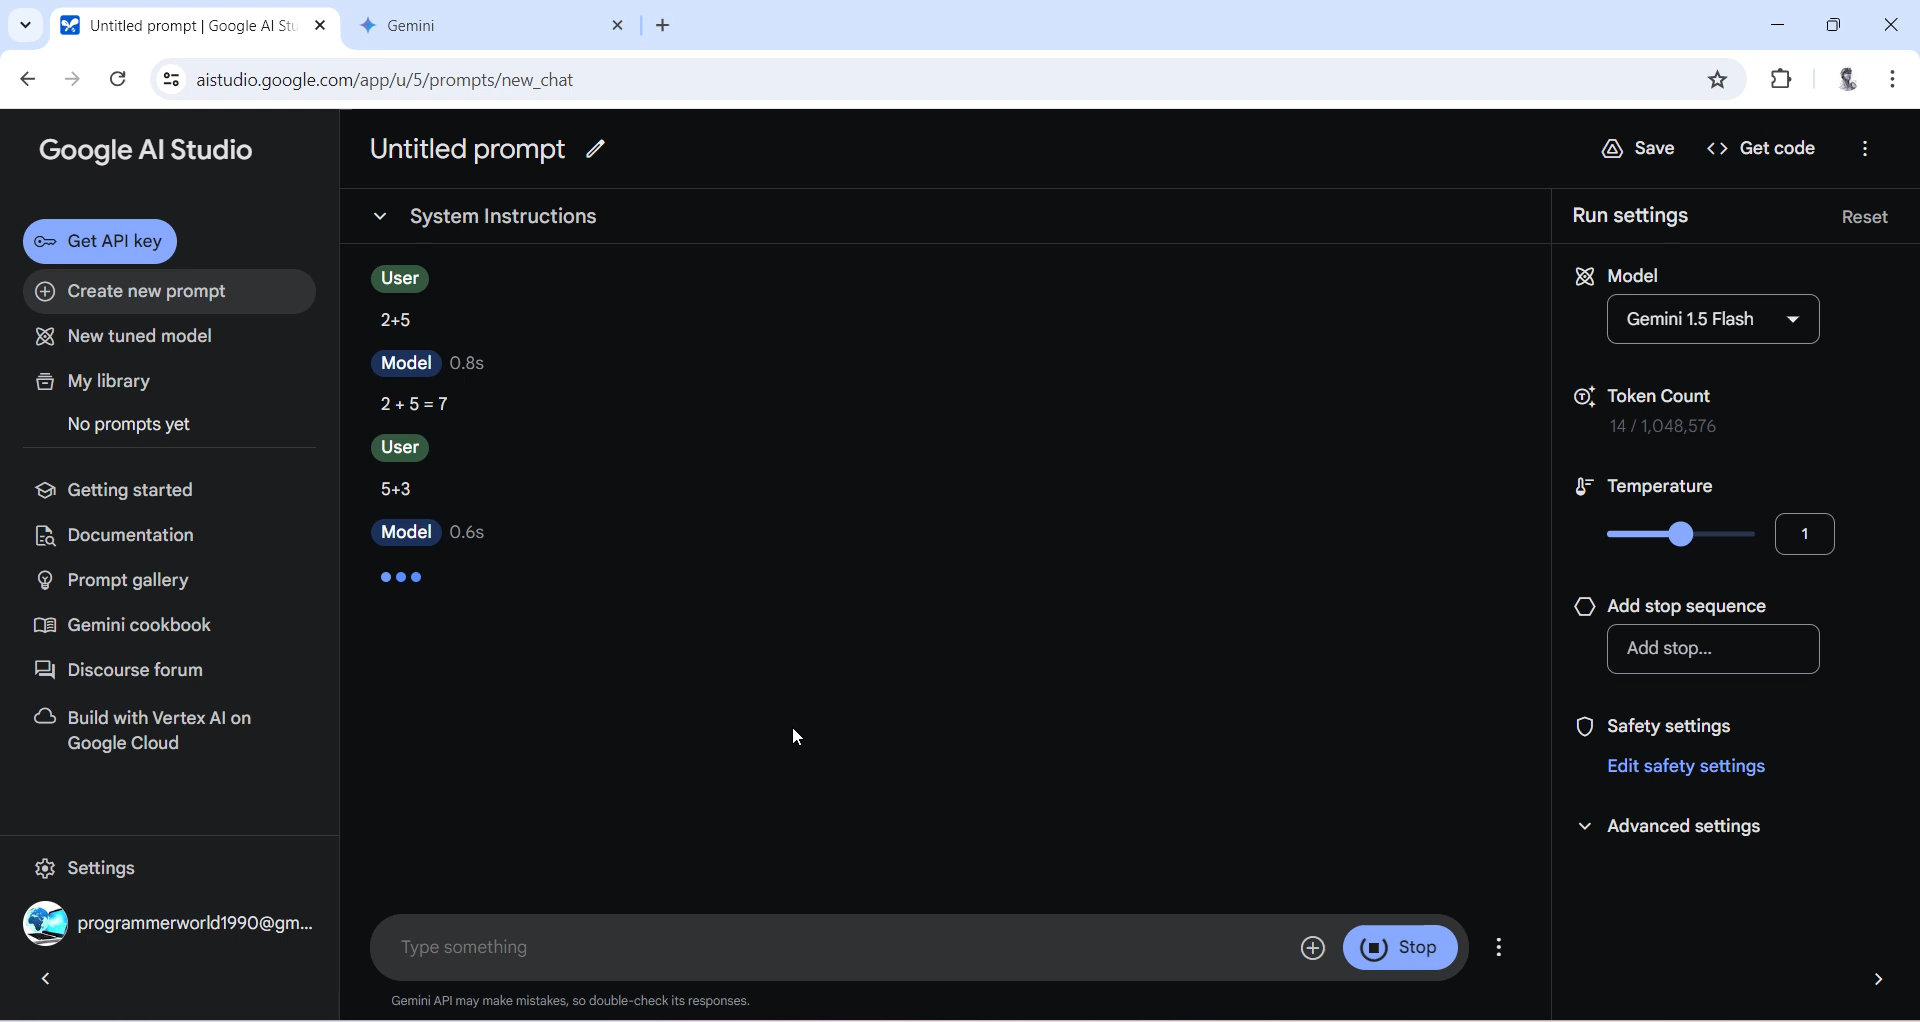 Untitled prompt | Google AI Stu
Gemini
aistudio.google.com/app/u/5/prompts/new_chat
Google AI Studio
Get API key
Create new prompt
New tuned model
My library
No prompts yet
Getting started
Documentation
Prompt gallery
Gemini cookbook
Discourse forum
Build with Vertex AI on
Google Cloud
Settings
programmerworld1990@gm...
Untitled prompt
Save
Get code
System Instructions
User
2+5
Model 0.8s
2 + 5 = 7
User
5+3
Model 0.6s
Type something
Stop
Gemini API may make mistakes, so double-check its responses.
Run settings
Reset
Model
Gemini 1.5 Flash
Token Count
14 / 1,048,576
Temperature
1
Add stop sequence
Add stop...
Safety settings
Edit safety settings
Advanced settings